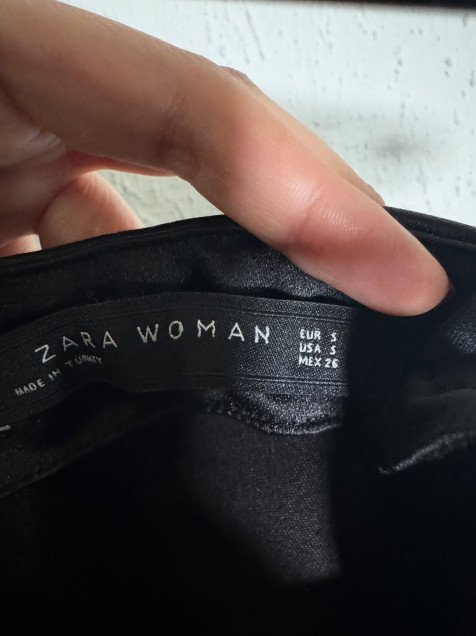 ZARA WOMAN
MADE IN TURKEY
EUR S
USA S
MEX 26